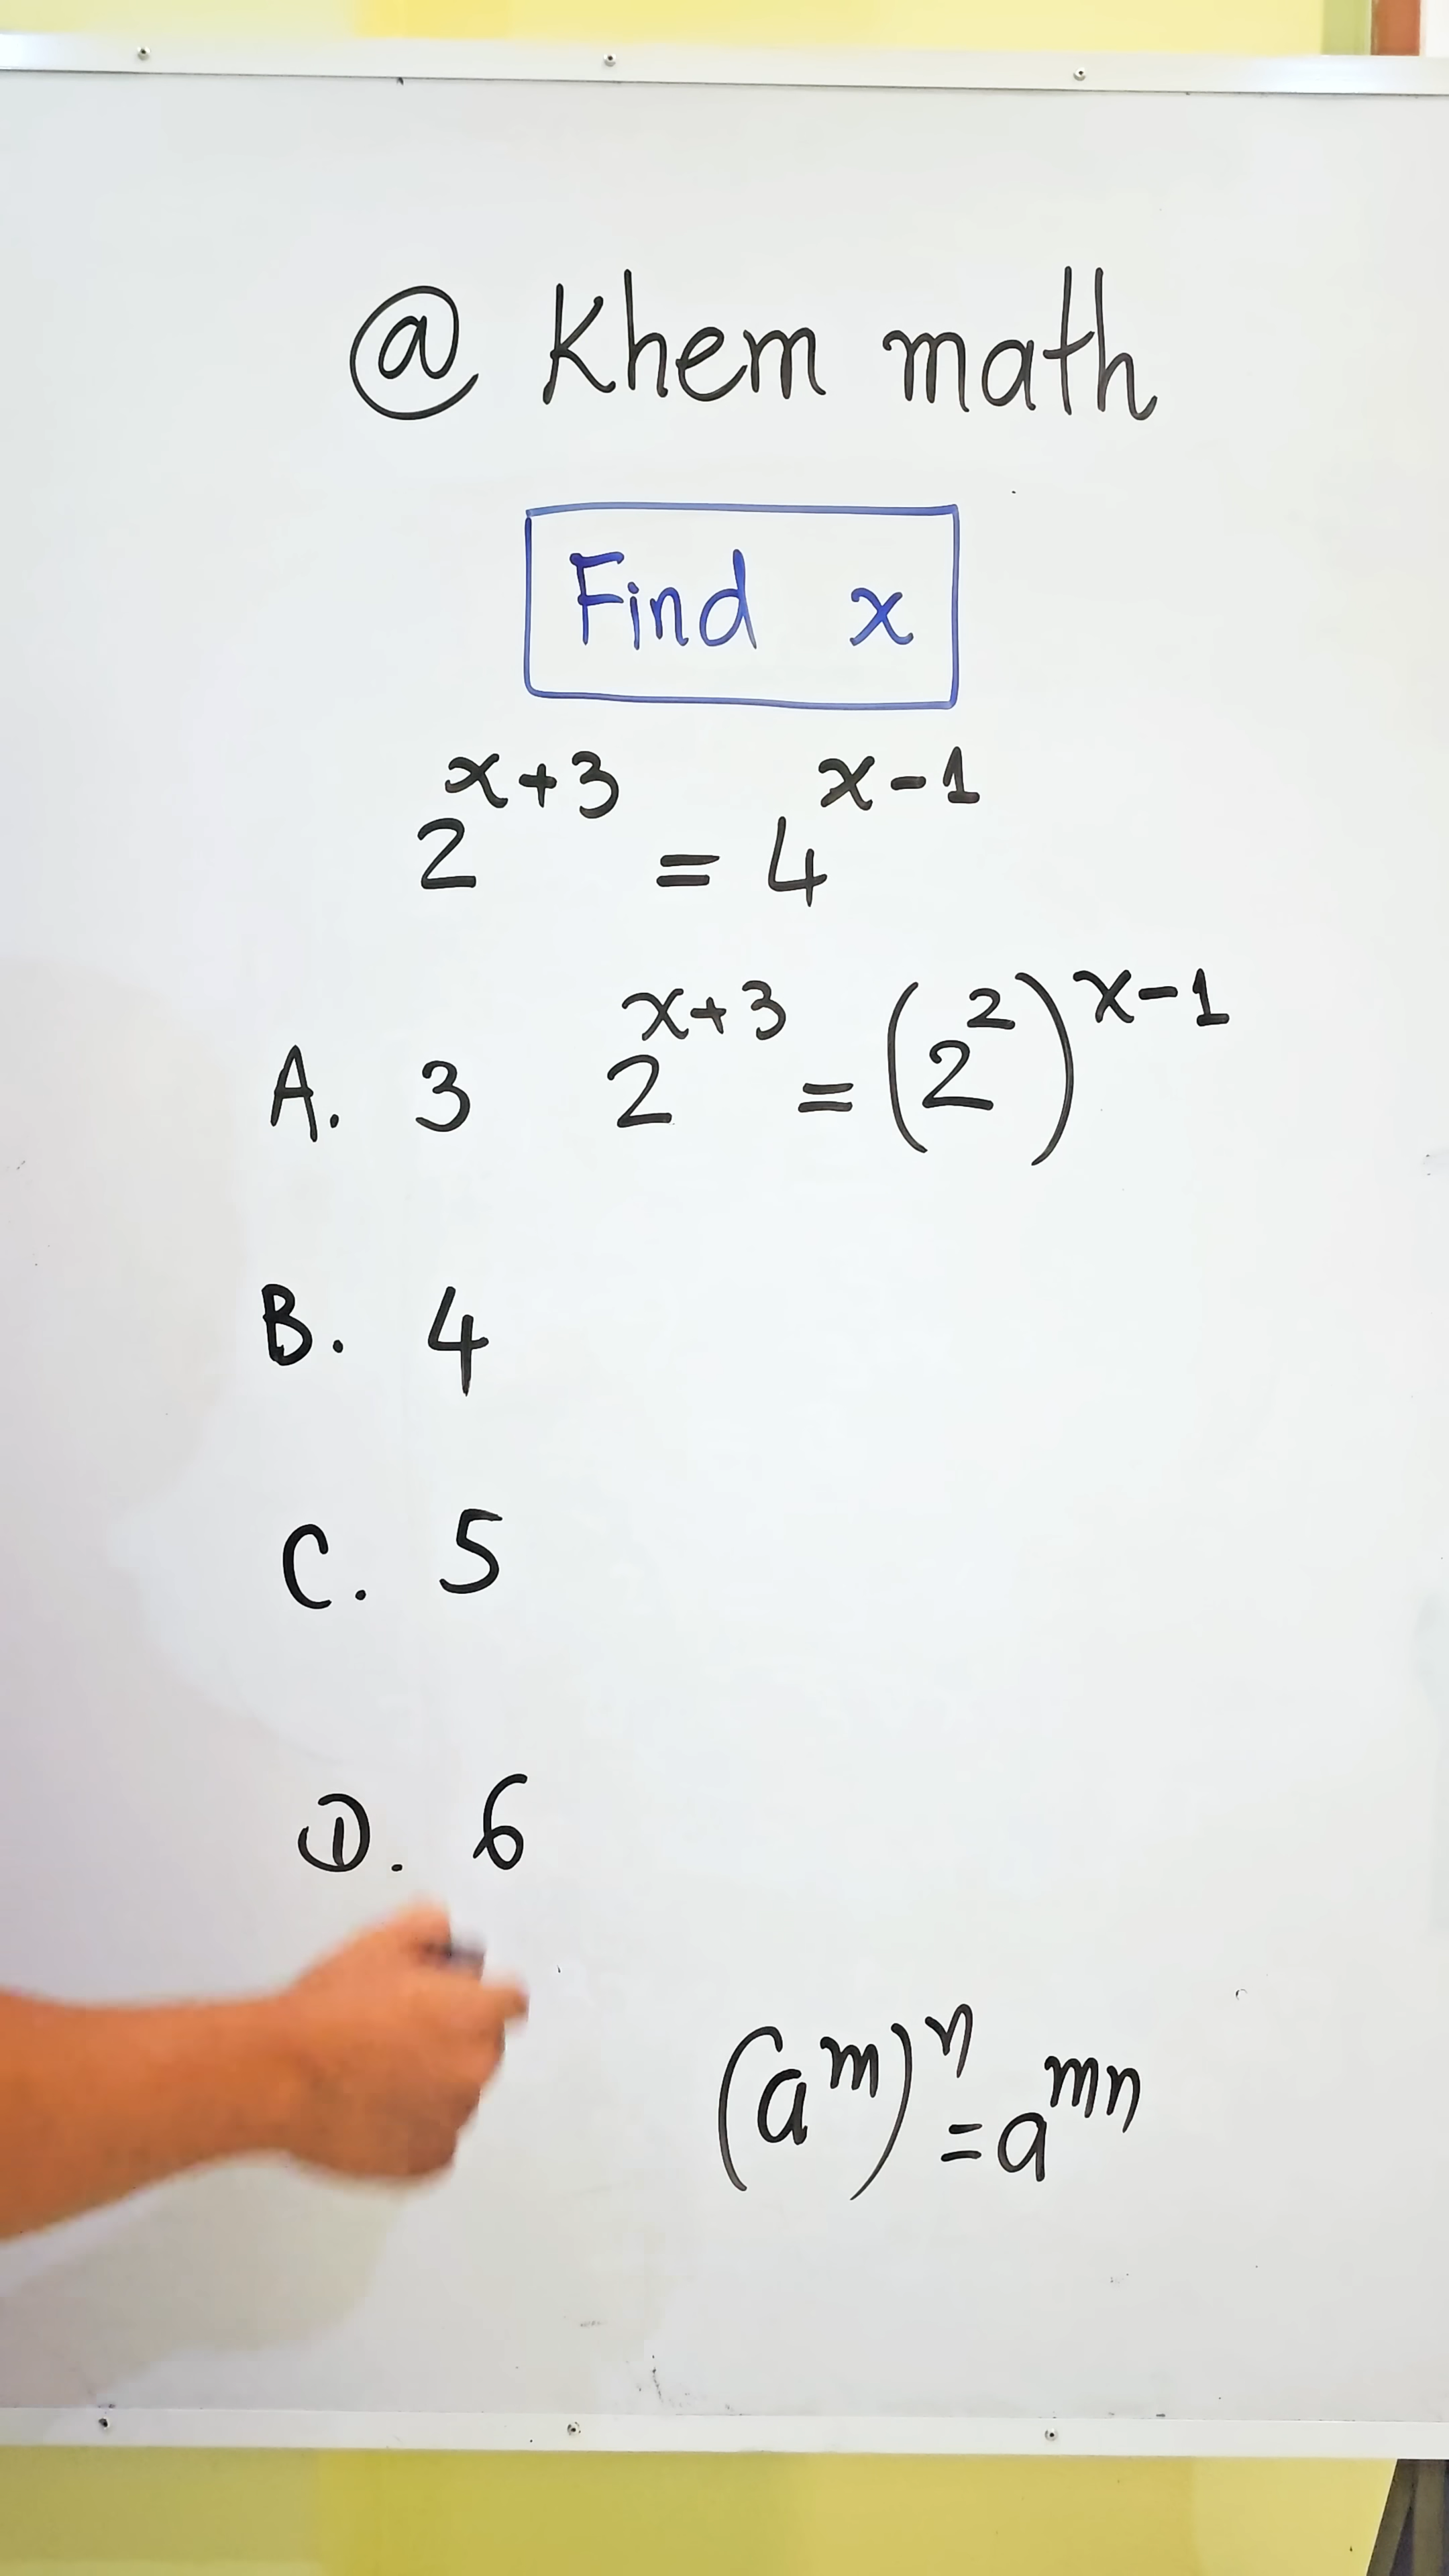 @ Khem math
Find x
2^{x+3} = 4^{x-1}
A. 3 2^{x+3} = (2^2)^{x-1}
B. 4
C. 5
D. 6
(a^m)^n = a^{mn}